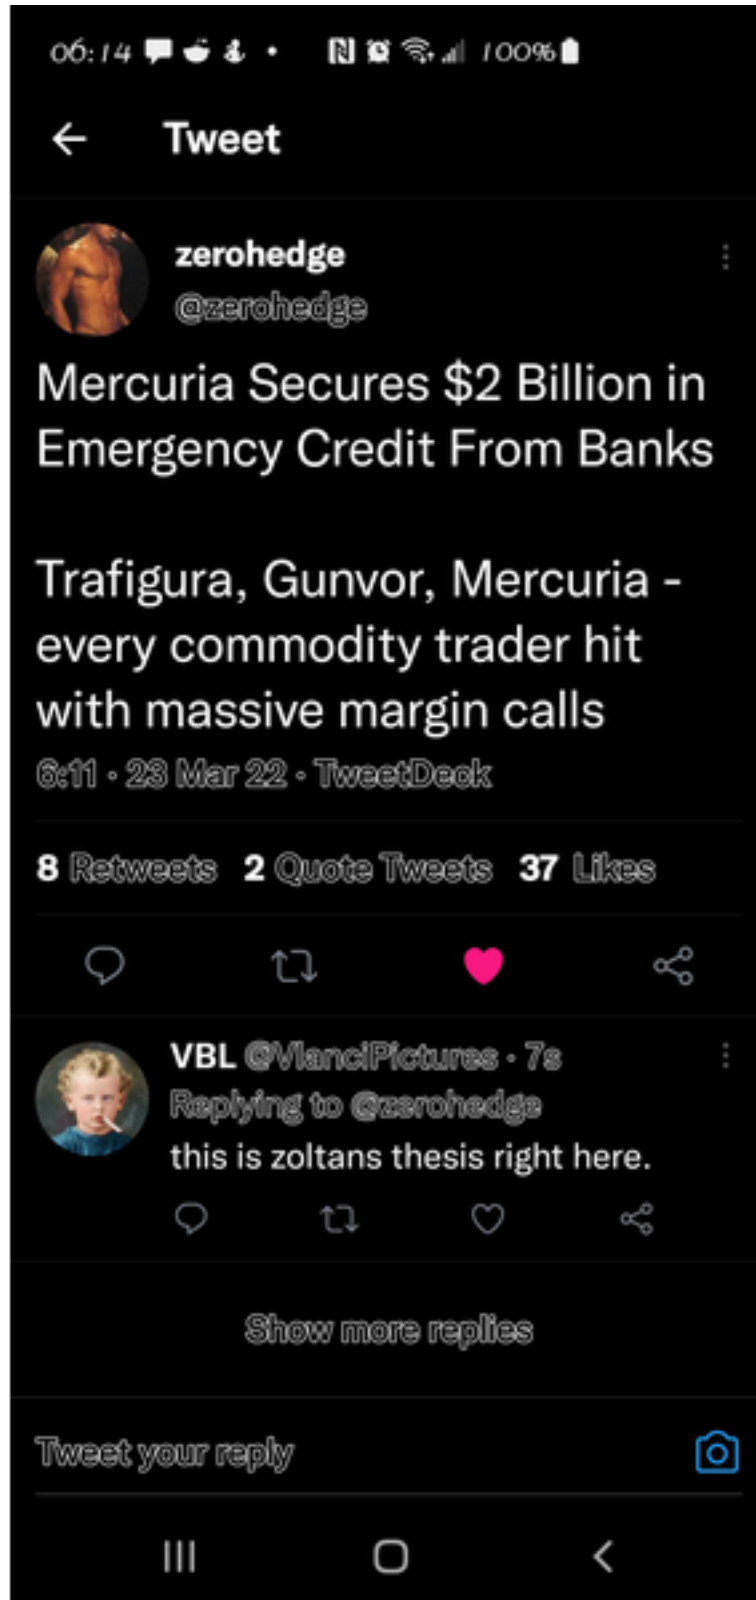 06:14 100%
Tweet
zerohedge
@zerohedge
Mercuria Secures $2 Billion in
Emergency Credit From Banks
Trafigura, Gunvor, Mercuria -
every commodity trader hit
with massive margin calls
6:11 · 23 Mar 22 · TweetDeck
8 Retweets 2 Quote Tweets 37 Likes
VBL @VlanciPictures · 7s
Replying to @zerohedge
this is zoltans thesis right here.
Show more replies
Tweet your reply